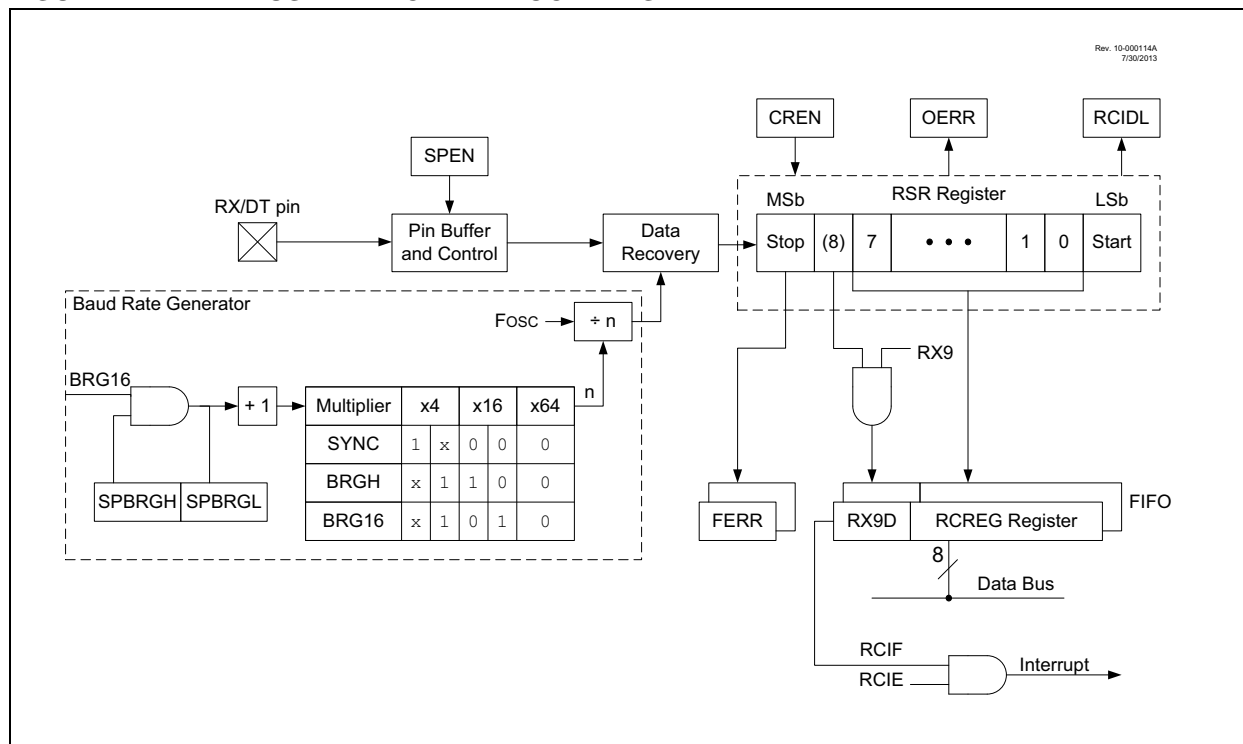 Rev. 10-000114A
7/30/2013
CREN
OERR
RCIDL
SPEN
RSR Register
MSb
LSb
RX/DT pin
Pin Buffer
and Control
Data
Recovery
Stop (8) 7 • • • 1 0 Start
Baud Rate Generator
FOSC
÷ n
RX9
BRG16
+ 1
n
Multiplier x4 x16 x64
SYNC 1 x 0 0 0
BRGH x 1 1 0 0
BRG16 x 1 0 1 0
SPBRGH SPBRGL
FERR
RX9D RCREG Register
FIFO
8
Data Bus
RCIF
RCIE
Interrupt